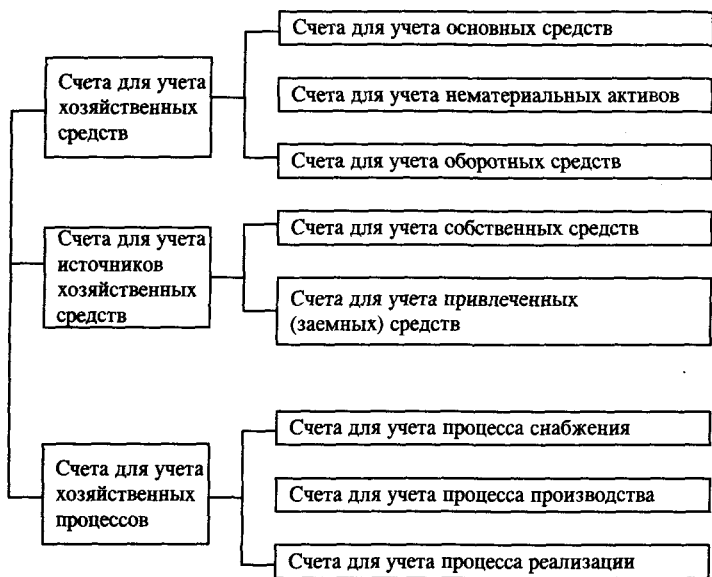 Счета для учета
хозяйственных
средств
Счета для учета основных средств
Счета для учета нематериальных активов
Счета для учета оборотных средств
Счета для учета
источников
хозяйственных
средств
Счета для учета собственных средств
Счета для учета привлеченных
(заемных) средств
Счета для учета
хозяйственных
процессов
Счета для учета процесса снабжения
Счета для учета процесса производства
Счета для учета процесса реализации